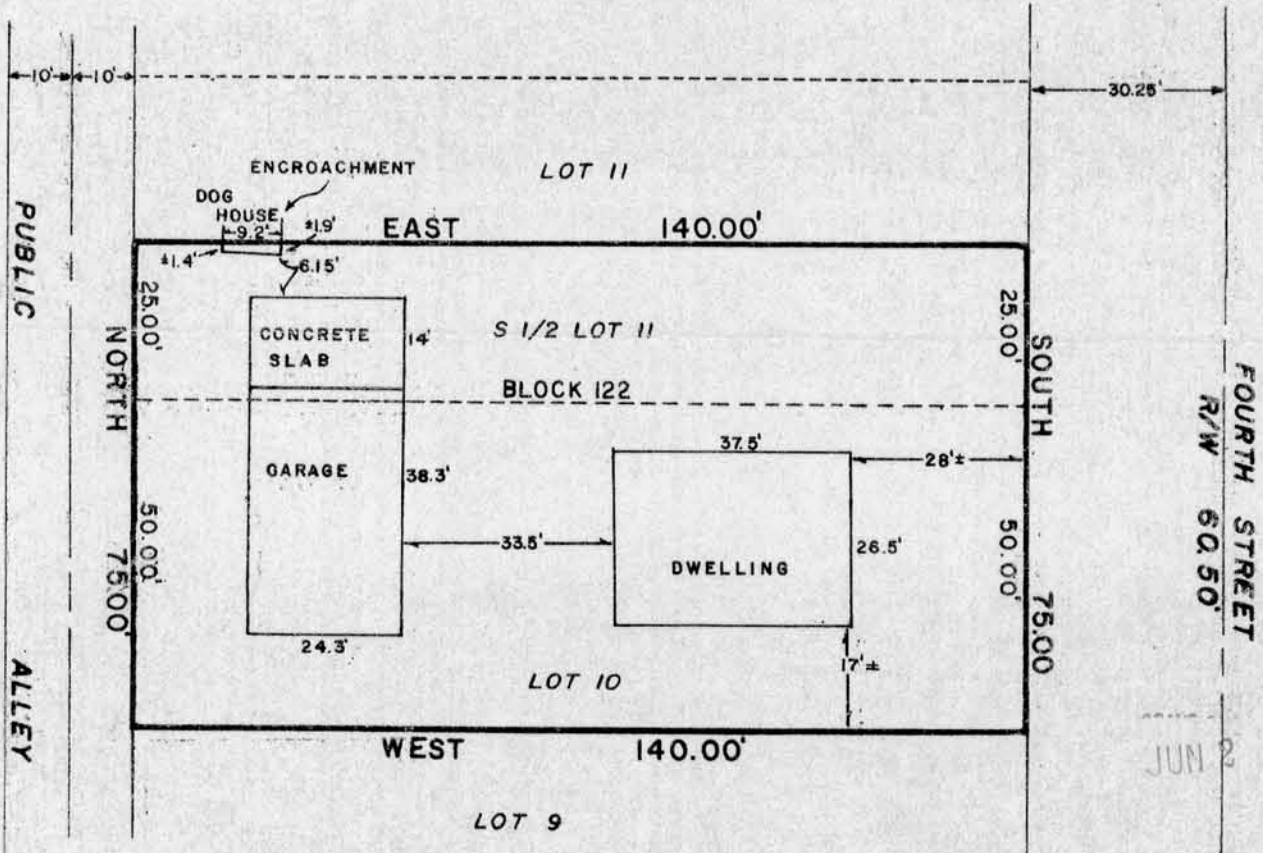 10'
10'
30.25'
ENCROACHMENT
LOT 11
DOG
HOUSE
9.2'
±1.9'
EAST
140.00'
±1.4'
6.15'
PUBLIC
25.00'
NORTH
CONCRETE
SLAB
14'
S 1/2 LOT 11
25.00'
SOUTH
FOURTH STREET
R/W 60.50'
BLOCK 122
37.5'
28'±
GARAGE
38.3'
50.00'
75.00'
33.5'
DWELLING
26.5'
50.00'
75.00
24.3'
17'±
LOT 10
ALLEY
WEST
140.00'
JUN 2
LOT 9